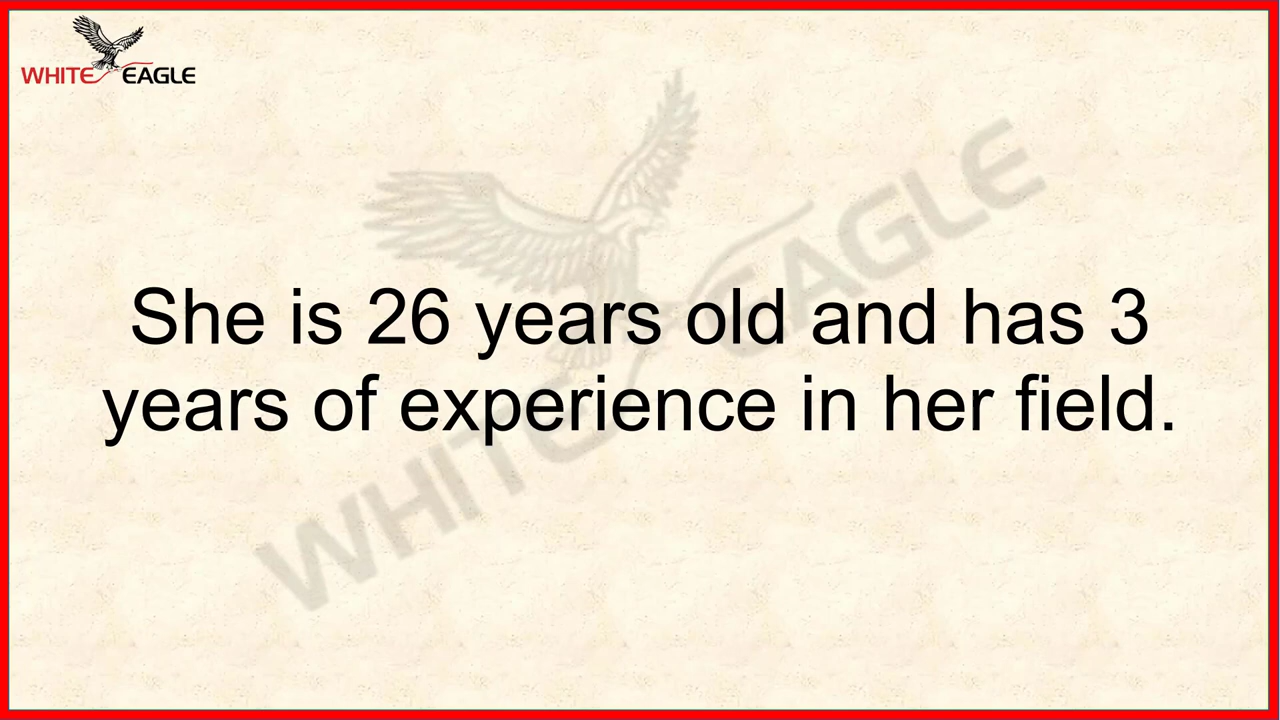 WHITE EAGLE
She is 26 years old and has 3
years of experience in her field.
WHITE EAGLE